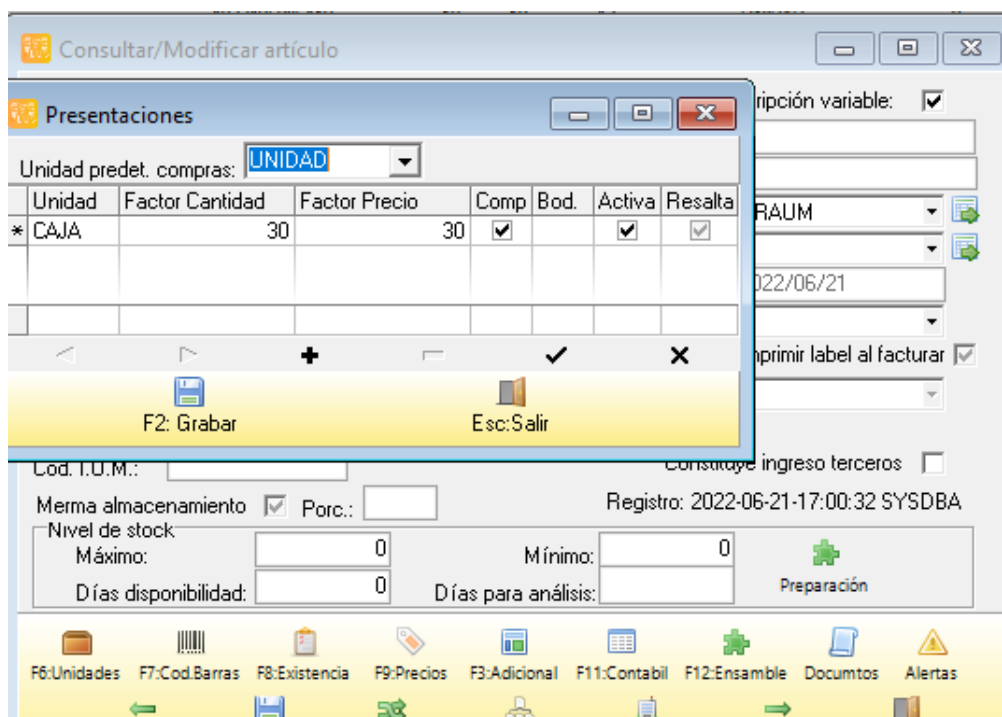 Consultar/Modificar artículo
ripción variable:
Presentaciones
Unidad predet. compras: UNIDAD
Unidad Factor Cantidad Factor Precio Comp Bod. Activa Resalta
* CAJA 30 30
RAUM
022/06/21
mprimir label al facturar
F2: Grabar Esc:Salir
Cod. I.U.M.: Constituye ingreso terceros
Merma almacenamiento Porc.: Registro: 2022-06-21-17:00:32 SYSDBA
Nivel de stock
Máximo: 0 Mínimo: 0
Días disponibilidad: 0 Días para análisis: Preparación
F6:Unidades F7:Cod.Barras F8:Existencia F9:Precios F3:Adicional F11:Contabil F12:Ensamble Documtos Alertas